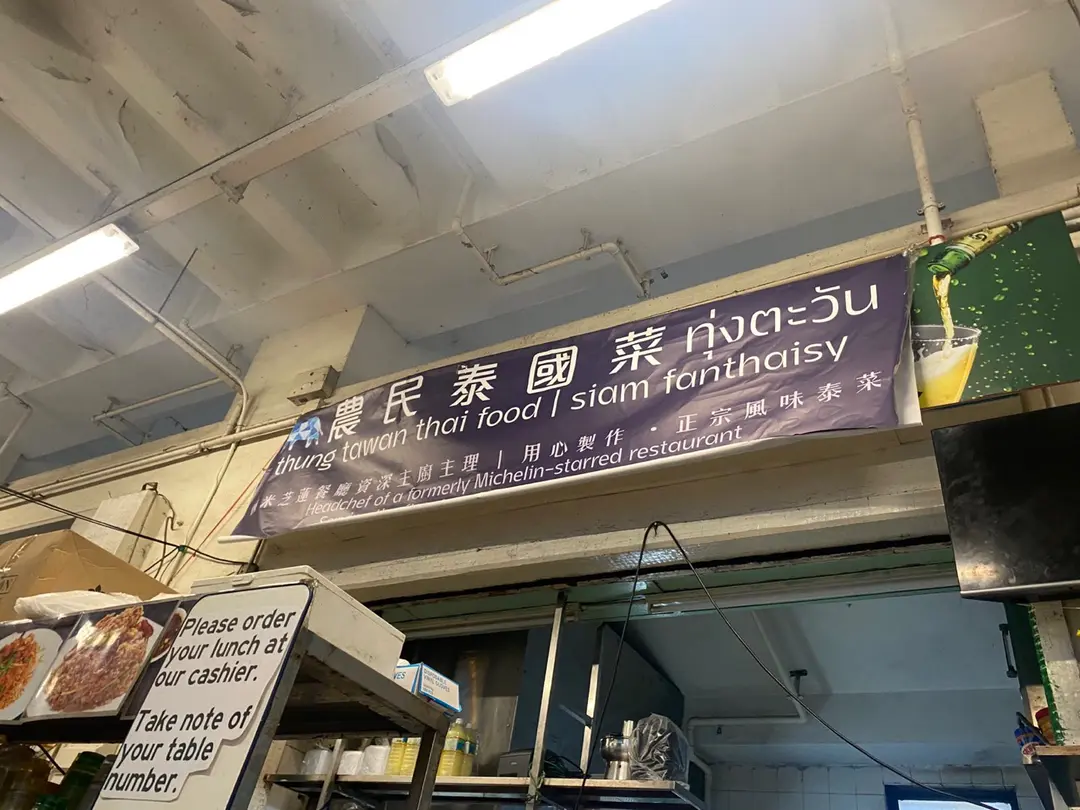 農民泰國菜 ทุ่งตะวัน
thung tawan thai food | siam fanthaisy
米芝蓮餐廳資深主廚主理 | 用心製作・正宗風味泰菜
Headchef of a formerly Michelin-starred restaurant
Please order
your lunch at
our cashier.
Take note of
your table
number.